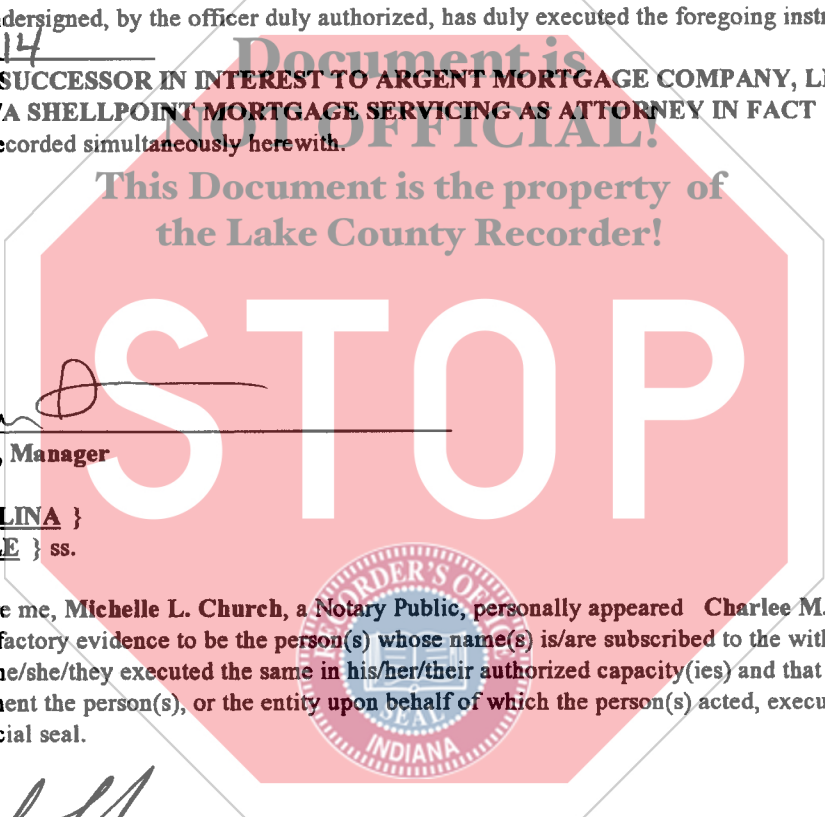 dersigned, by the officer duly authorized, has duly executed the foregoing instr
14
Document is
SUCCESSOR IN INTEREST TO ARGENT MORTGAGE COMPANY, LL
/A SHELLPOINT MORTGAGE SERVICING AS ATTORNEY IN FACT
NOT OFFICIAL!
ecorded simultaneously herewith.
This Document is the property of
the Lake County Recorder!
STOP
, Manager
LINA }
LE } ss.
RECORDER'S OF
e me, Michelle L. Church, a Notary Public, personally appeared Charlee M.
factory evidence to be the person(s) whose name(s) is/are subscribed to the with
he/she/they executed the same in his/her/their authorized capacity(ies) and that
ment the person(s), or the entity upon behalf of which the person(s) acted, execu
SEAL
cial seal.
INDIANA